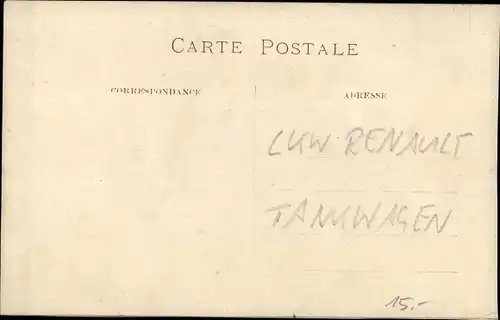 CARTE POSTALE
CORRESPONDANCE
ADRESSE
LKW RENAULT
TANKWAGEN
15.-